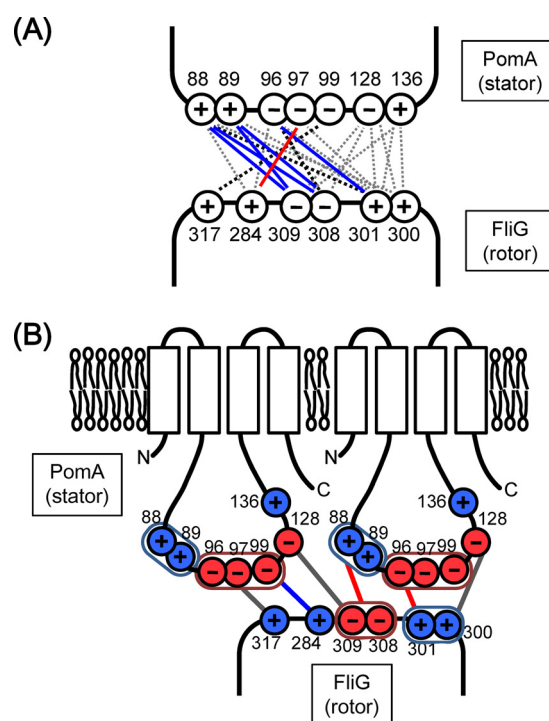 (A)
88 89 96 97 99 128 136
PomA
(stator)
+ + − − − − +
+ + − − + +
317 284 309 308 301 300
FliG
(rotor)
(B)
N
C
N
C
PomA
(stator)
136 + 128
136 + 128
88 89 96 97 99
88 89 96 97 99
+ + − − − −
+ + − − − −
+ + − − + +
317 284 309 308 301 300
FliG
(rotor)